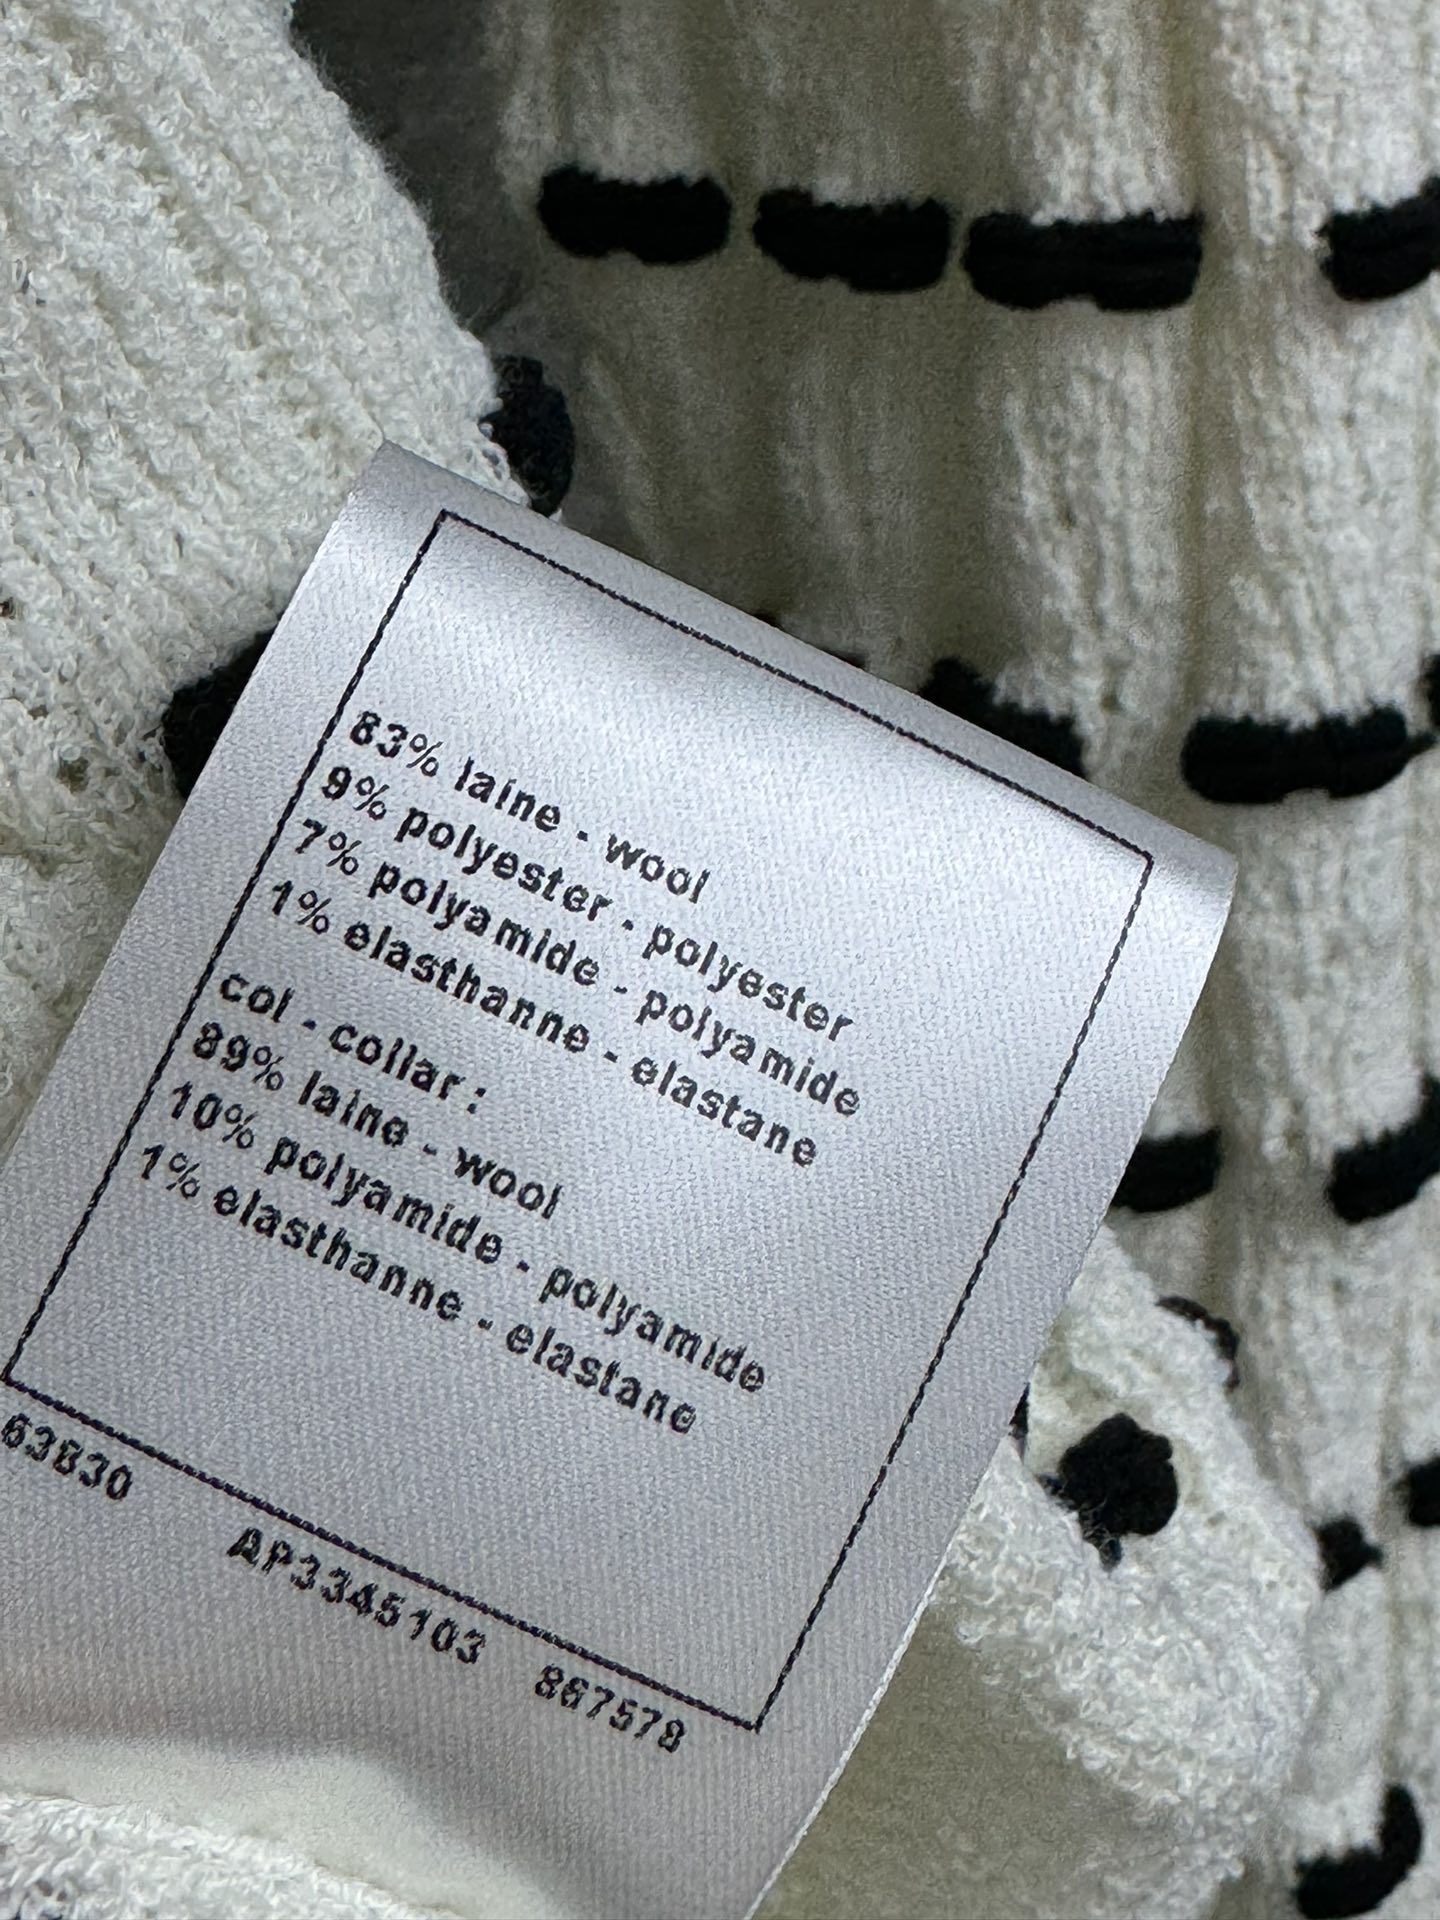 83% laine - wool
9% polyester - polyester
7% polyamide - polyamide
1% elasthanne - elastane
col - collar :
89% laine - wool
10% polyamide - polyamide
1% elasthanne - elastane
63B30 AP3345103 867578